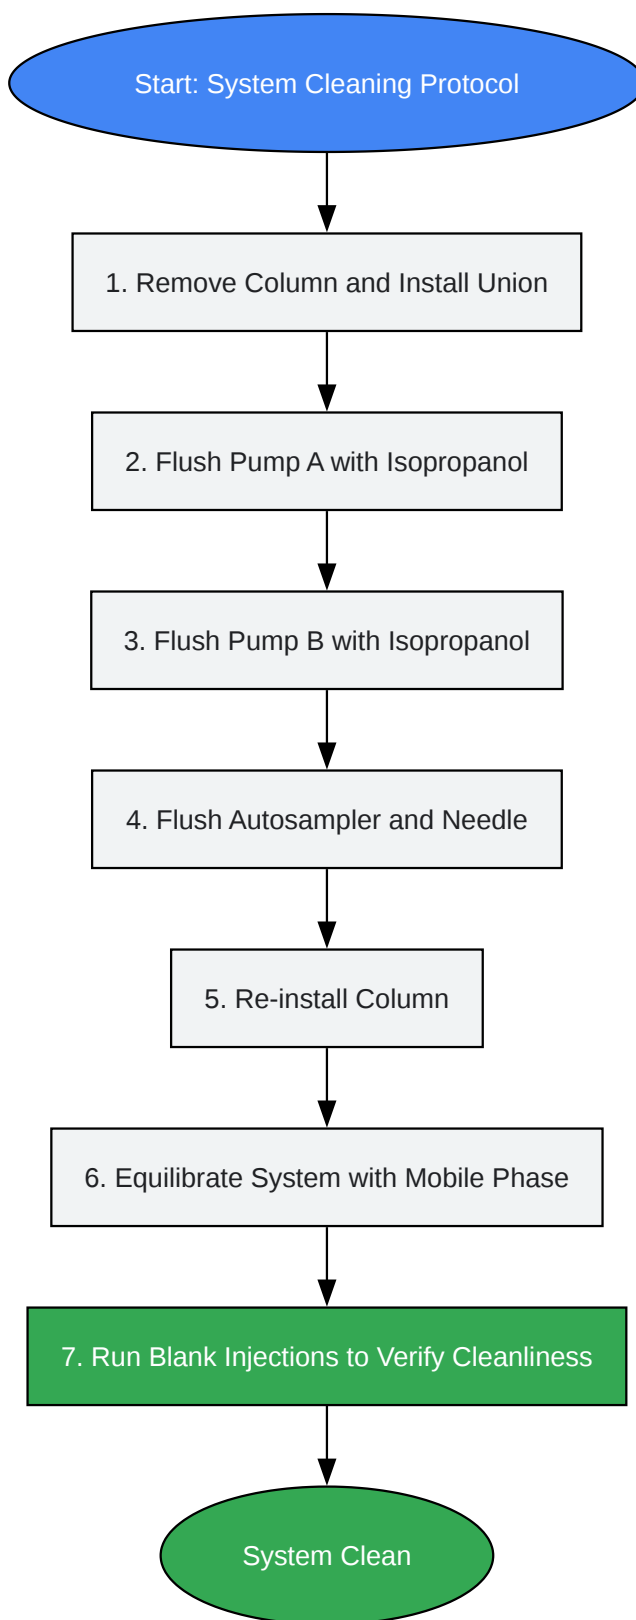 Start: System Cleaning Protocol
1. Remove Column and Install Union
2. Flush Pump A with Isopropanol
3. Flush Pump B with Isopropanol
4. Flush Autosampler and Needle
5. Re-install Column
6. Equilibrate System with Mobile Phase
7. Run Blank Injections to Verify Cleanliness
System Clean